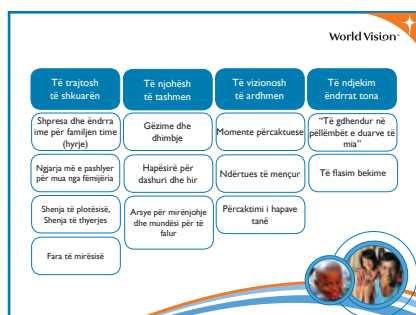 World Vision
Të trajtosh
të shkuarën
Shpresa dhe ëndrra
ime për familjen time
(hyrje)
Ngjarja më e pashlyer
për mua nga fëmijëria
Shenja të plotësisë,
Shenja të thyerjes
Fara të mirësisë
Të njohësh
të tashmen
Gëzime dhe
dhimbje
Hapësirë për
dashuri dhe hir
Arsye për mirënjohje
dhe mundësi për të
falur
Të vizionosh
të ardhmen
Momente përcaktuese
Ndërtues të mençur
Përcaktimi i hapave
tanë
Të ndjekim
ëndrrat tona
“Të gdhendur në
pëllëmbët e duarve të
mia”
Të flasim bekime